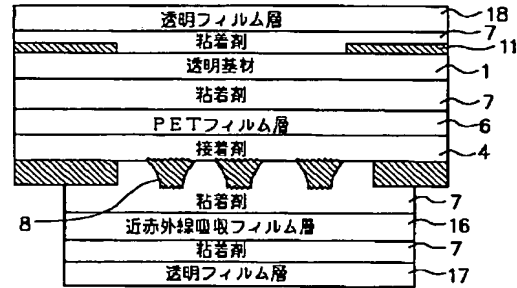 透明フィルム層 18
粘着剤 7
11
透明基材 1
粘着剤 7
PETフィルム層 6
接着剤 4
8
粘着剤 7
近赤外線吸収フィルム層 16
粘着剤 7
透明フィルム層 17